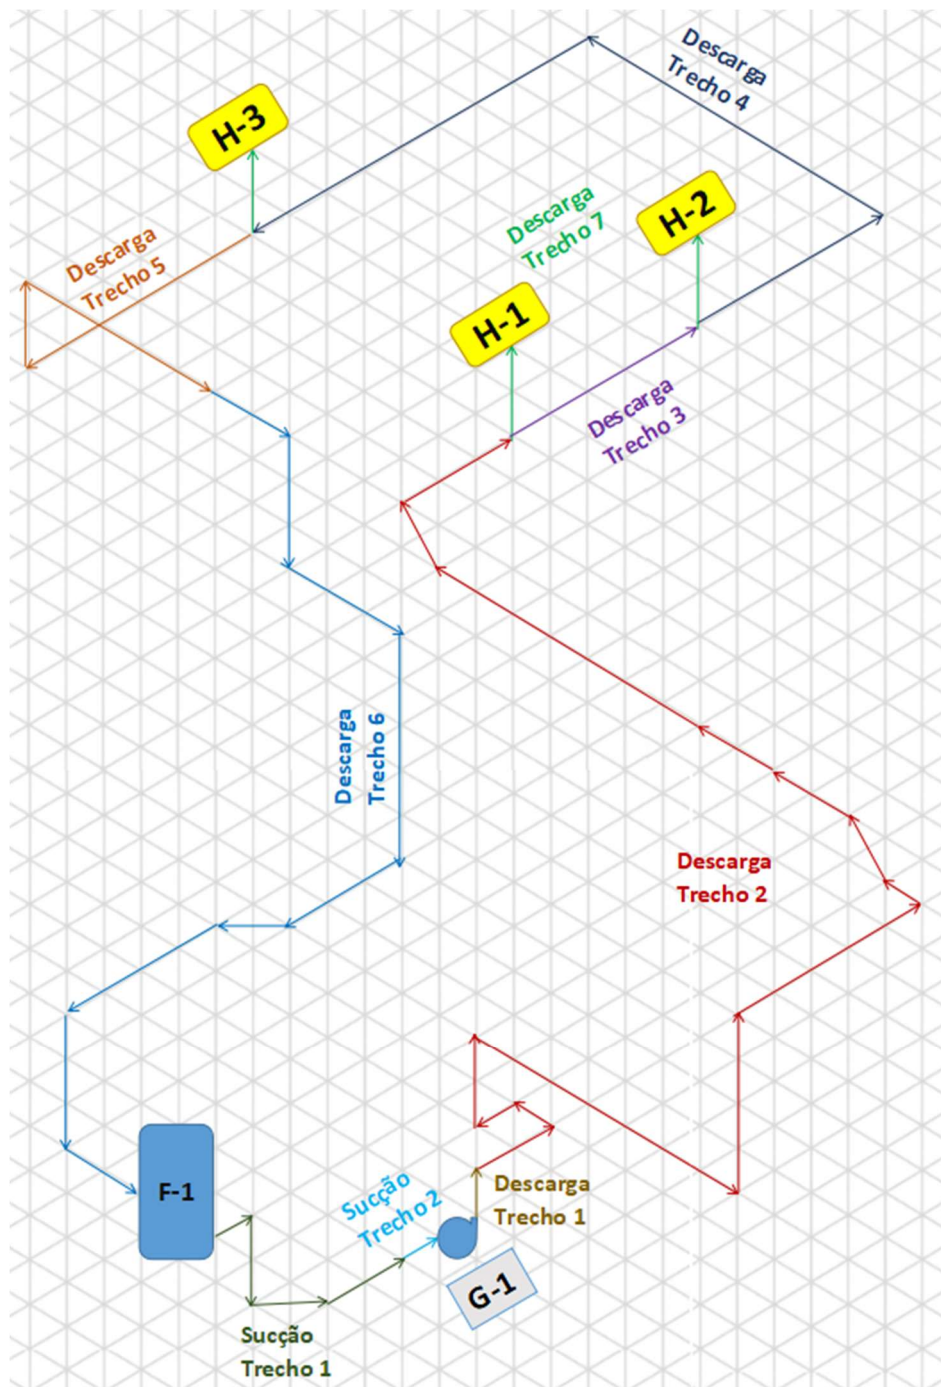 Descarga
Trecho 4
H-3
H-2
Descarga
Trecho 7
Descarga
Trecho 5
H-1
Descarga
Trecho 3
Descarga
Trecho 6
Descarga
Trecho 2
F-1
Sucção
Trecho 2
Descarga
Trecho 1
G-1
Sucção
Trecho 1